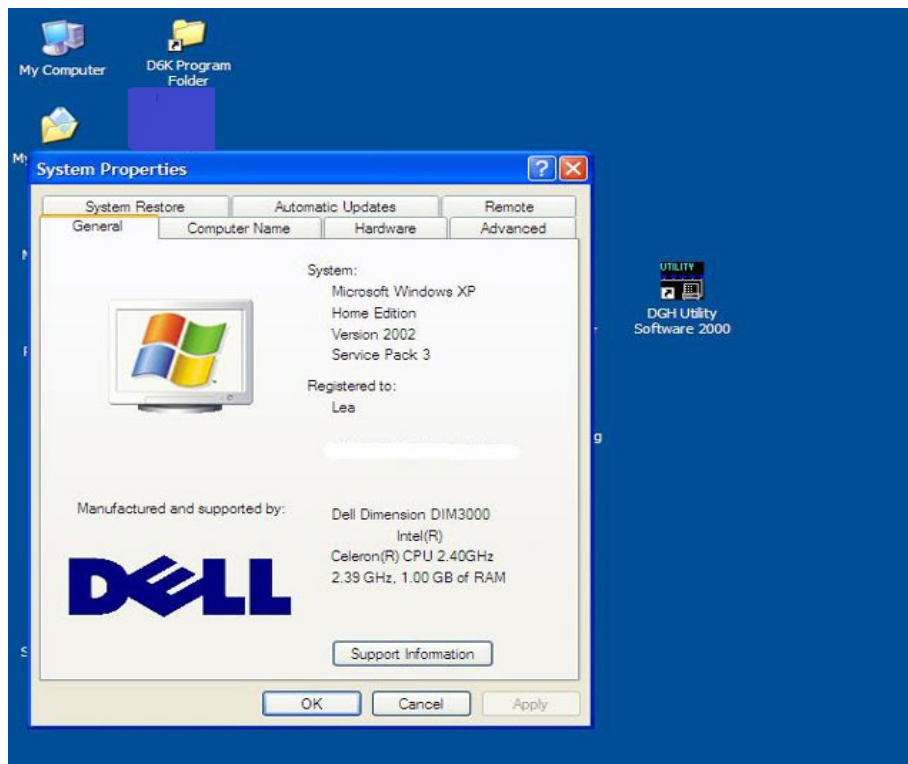 My Computer
D6K Program
Folder
My
System Properties
System Restore
Automatic Updates
Remote
General
Computer Name
Hardware
Advanced
System:
Microsoft Windows XP
Home Edition
Version 2002
Service Pack 3
Registered to:
Lea
UTILITY
DGH Utility
Software 2000
g
Manufactured and supported by:
DELL
Dell Dimension DIM3000
Intel(R)
Celeron(R) CPU 2.40GHz
2.39 GHz, 1.00 GB of RAM
Support Information
OK
Cancel
Apply